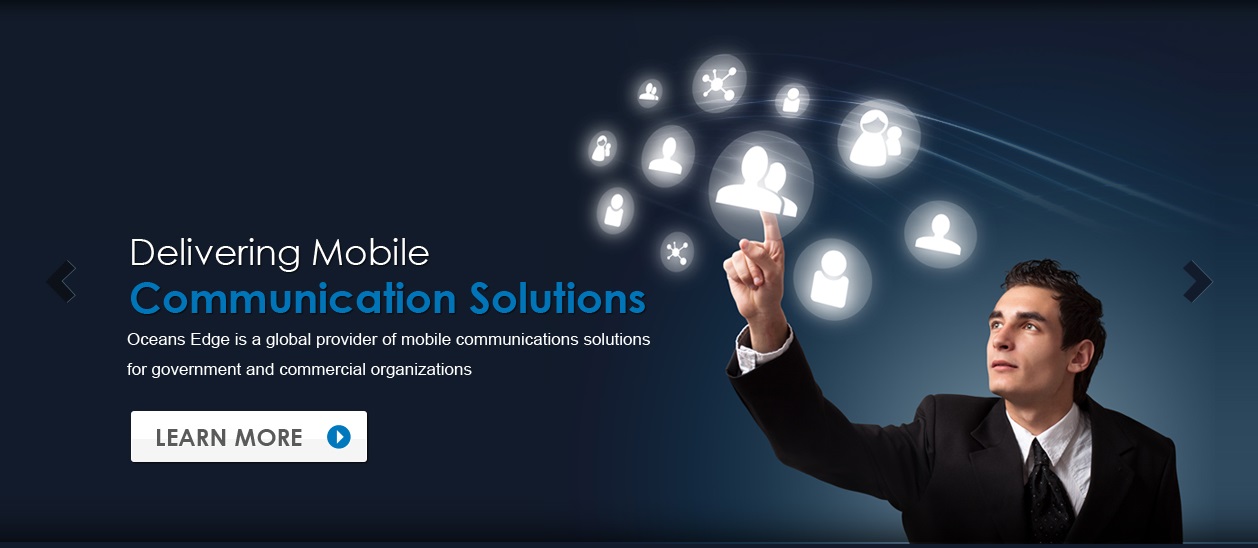 Delivering Mobile
Communication Solutions
Oceans Edge is a global provider of mobile communications solutions
for government and commercial organizations
LEARN MORE